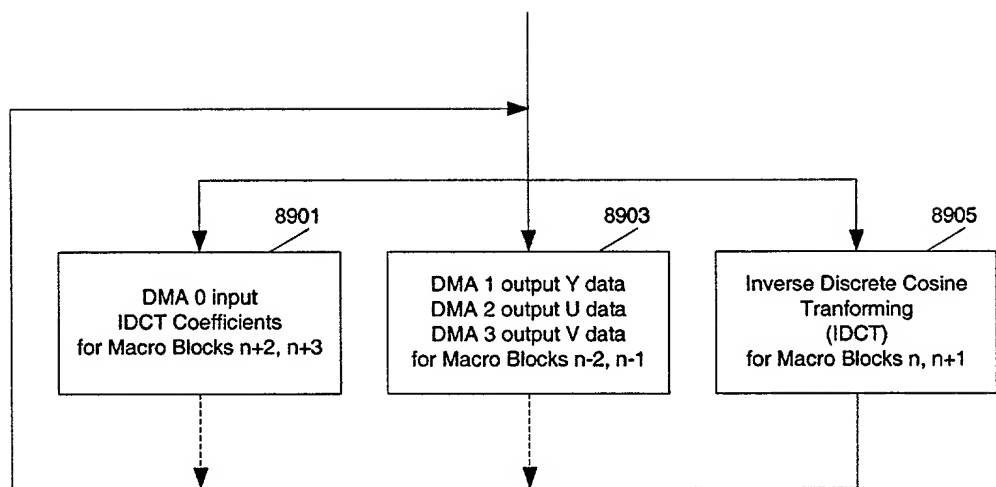 8901
DMA 0 input
IDCT Coefficients
for Macro Blocks n+2, n+3
8903
DMA 1 output Y data
DMA 2 output U data
DMA 3 output V data
for Macro Blocks n-2, n-1
8905
Inverse Discrete Cosine
Tranforming
(IDCT)
for Macro Blocks n, n+1